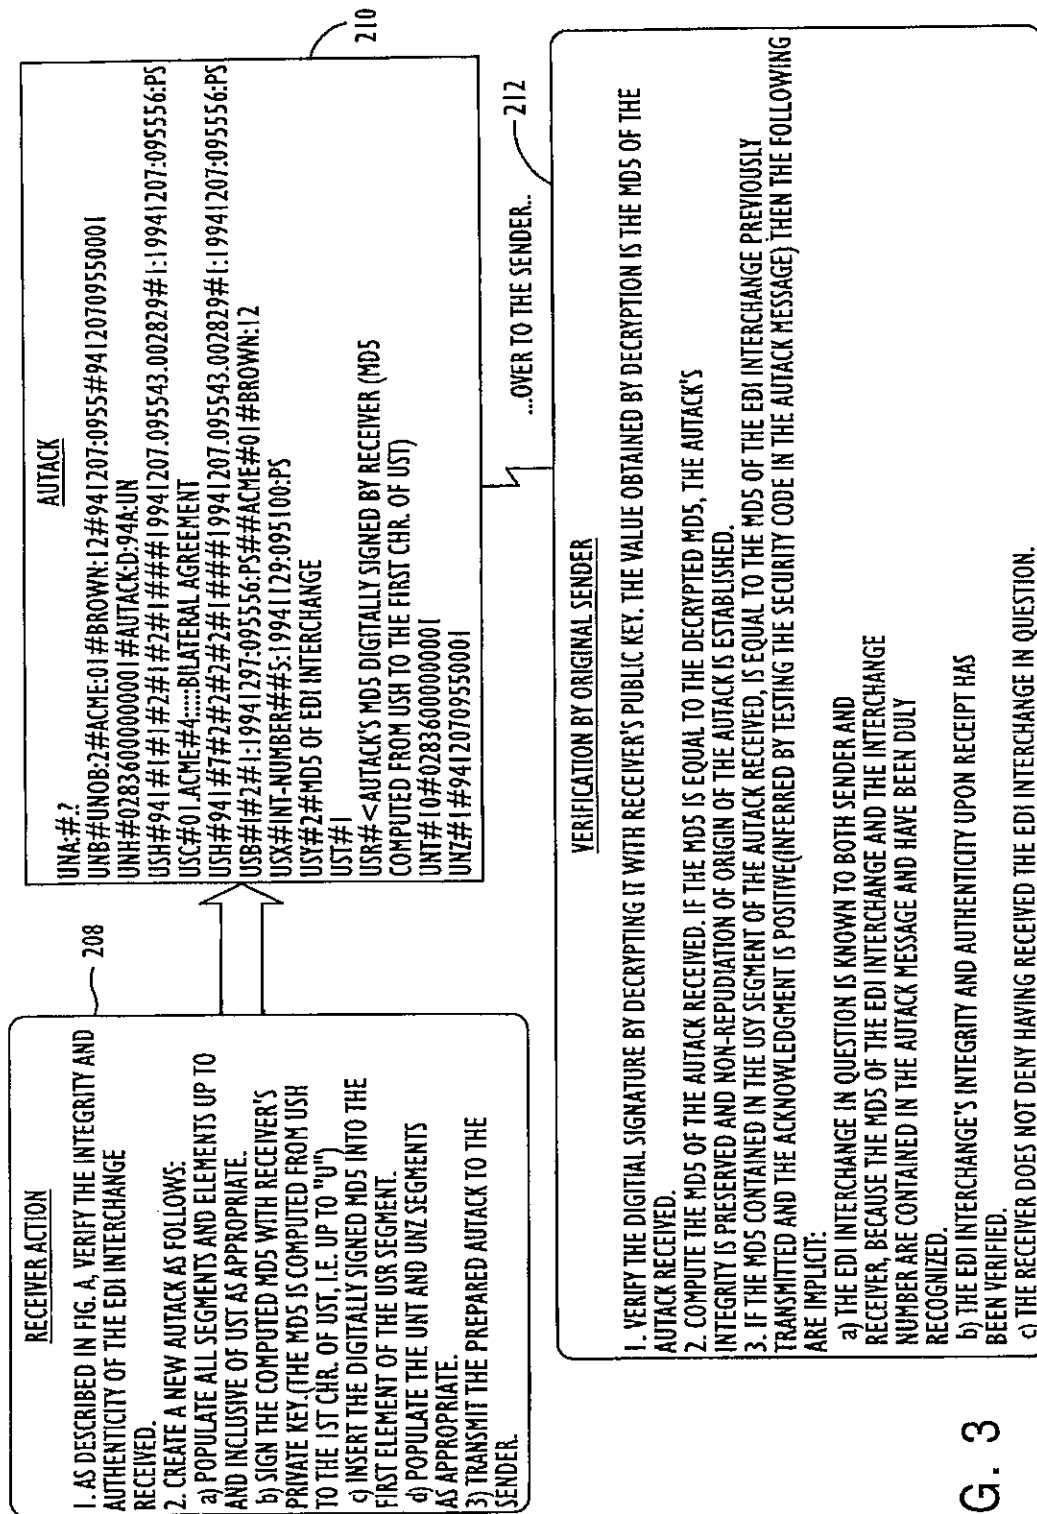 RECEIVER ACTION
1. AS DESCRIBED IN FIG. A, VERIFY THE INTEGRITY AND
AUTHENTICITY OF THE EDI INTERCHANGE
RECEIVED.
2. CREATE A NEW AUTACK AS FOLLOWS:
a) POPULATE ALL SEGMENTS AND ELEMENTS UP TO
AND INCLUSIVE OF UST AS APPROPRIATE.
b) SIGN THE COMPUTED MD5 WITH RECEIVER'S
PRIVATE KEY.(THE MD5 IS COMPUTED FROM USH
TO THE 1ST CHR. OF UST, I.E. UP TO "'U'")
c) INSERT THE DIGITALLY SIGNED MD5 INTO THE
FIRST ELEMENT OF THE USR SEGMENT.
d) POPULATE THE UNT AND UNZ SEGMENTS
AS APPROPRIATE.
3) TRANSMIT THE PREPARED AUTACK TO THE
SENDER.
208
AUTACK
UNA:#.?
UNB#UNOB:2#ACME:01#BROWN:12#941207:0955#94120709550001
UNH#02836000000001#AUTACK:D:94A:UN
USH#941#1#1#2#1#2#1###19941207.095543.002829#1:19941207:095556:PS
USC#01.ACME#4:::::BILATERAL AGREEMENT
USH#941#7#2#2#2#2#1###19941207.095543.002829#1:19941207:095556:PS
USB#1#2##1:19941297:095556:PS##ACME#01#BROWN:12
USX#INT-NUMBER###5:19941129:095100:PS
USY#2#MD5 OF EDI INTERCHANGE
UST#1
USR##<AUTACK'S MD5 DIGITALLY SIGNED BY RECEIVER (MD5
COMPUTED FROM USH TO THE FIRST CHR. OF UST)
UNT#10#02836000000001
UNZ#1#94120709550001
210
...OVER TO THE SENDER..
212
VERIFICATION BY ORIGINAL SENDER
1. VERIFY THE DIGITIAL SIGNATURE BY DECRYPTING IT WITH RECEIVER'S PUBLIC KEY. THE VALUE OBTAINED BY DECRYPTION IS THE MD5 OF THE
AUTACK RECEIVED.
2. COMPUTE THE MD5 OF THE AUTACK RECEIVED. IF THE MD5 IS EQUAL TO THE DECRYPTED MD5, THE AUTACK'S
INTEGRITY IS PRESERVED AND NON-REPUDIATION OF ORIGIN OF THE AUTACK IS ESTABLISHED.
3. IF THE MD5 CONTAINED IN THE USY SEGMENT OF THE AUTACK RECEIVED, IS EQUAL TO THE MD5 OF THE EDI INTERCHANGE PREVIOUSLY
TRANSMITTED AND THE ACKNOWLEDGMENT IS POSITIVE(INFERRED BY TESTING THE SECURITY CODE IN THE AUTACK MESSAGE) THEN THE FOLLOWING
ARE IMPLICIT:
a) THE EDI INTERCHANGE IN QUESTION IS KNOWN TO BOTH SENDER AND
RECEIVER, BECAUSE THE MD5 OF THE EDI INTERCHANGE AND THE INTERCHANGE
NUMBER ARE CONTAINED IN THE AUTACK MESSAGE AND HAVE BEEN DULY
RECOGNIZED.
b) THE EDI INTERCHANGE'S INTEGRITY AND AUTHENTICITY UPON RECEIPT HAS
BEEN VERIFIED.
c) THE RECEIVER DOES NOT DENY HAVING RECEIVED THE EDI INTERCHANGE IN QUESTION.
G. 3